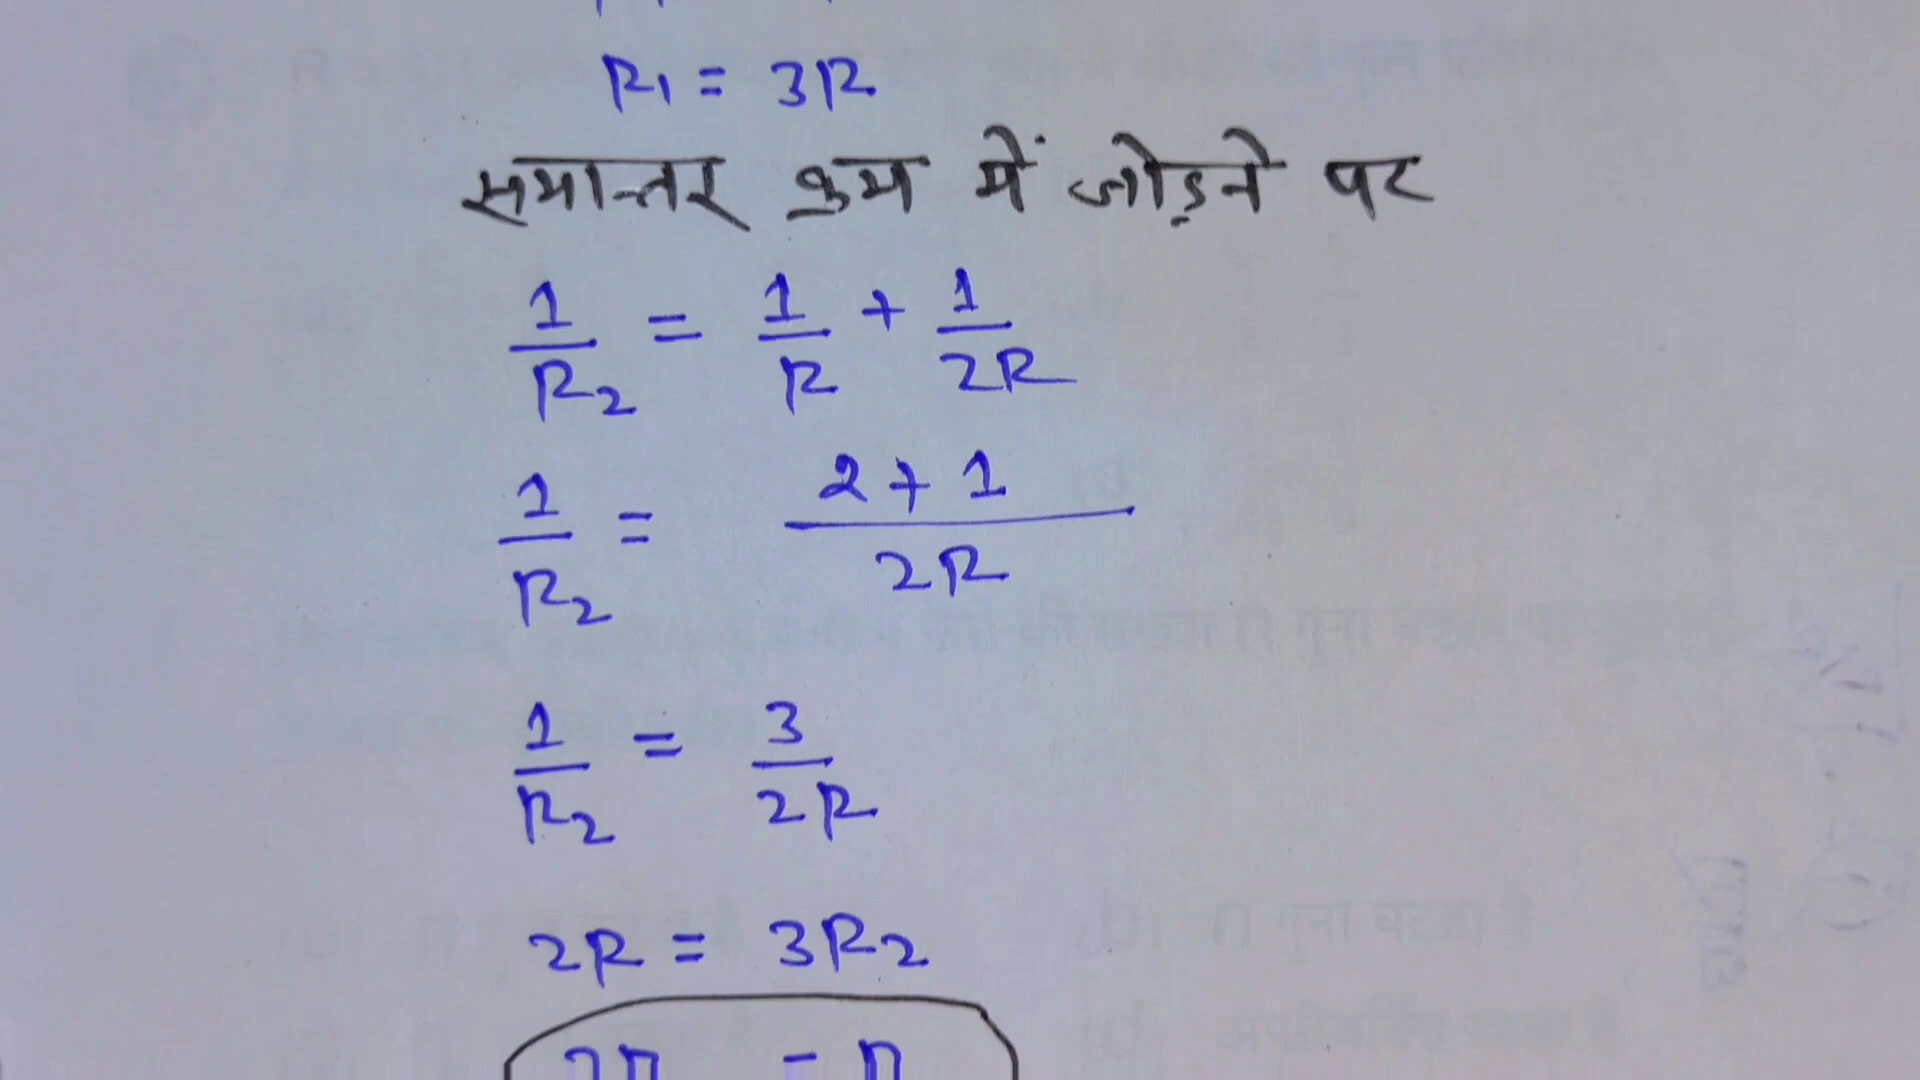 R₁ = 3R
समान्तर क्रम में जोड़ने पर
1/R₂ = 1/R + 1/2R
1/R₂ = 2+1/2R
1/R₂ = 3/2R
2R = 3R₂